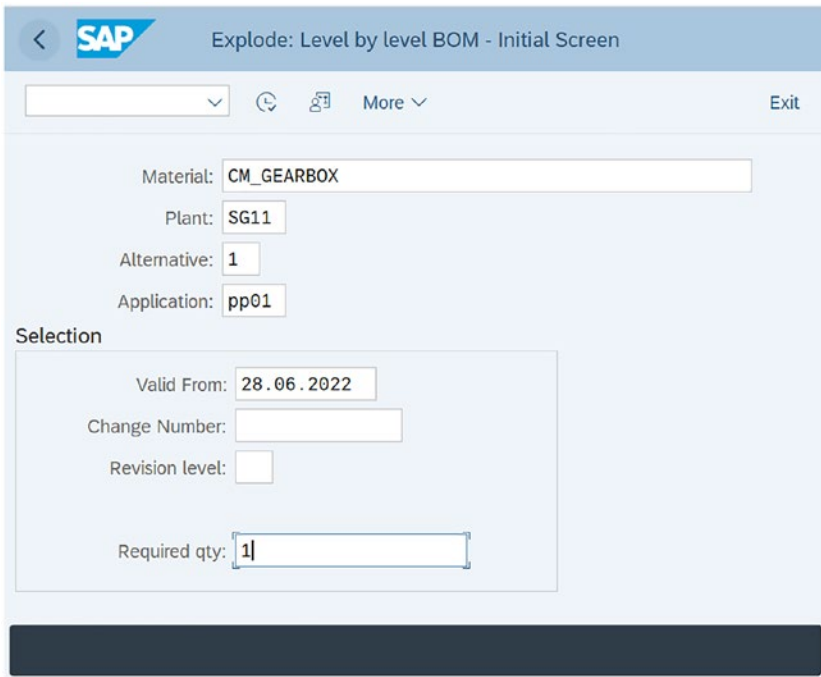 SAP Explode: Level by level BOM - Initial Screen
More Exit
Material: CM_GEARBOX
Plant: SG11
Alternative: 1
Application: pp01
Selection
Valid From: 28.06.2022
Change Number:
Revision level:
Required qty: 1